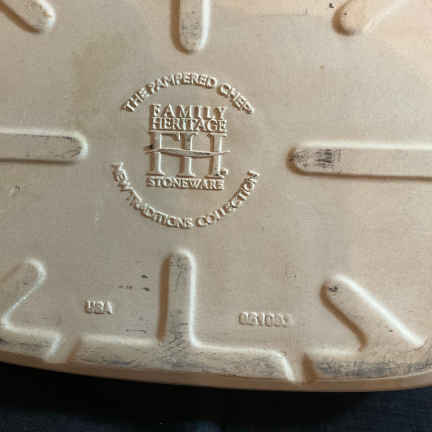 THE PAMPERED CHEF
FAMILY
HERITAGE
FH
STONEWARE
NEW TRADITIONS COLLECTION
USA